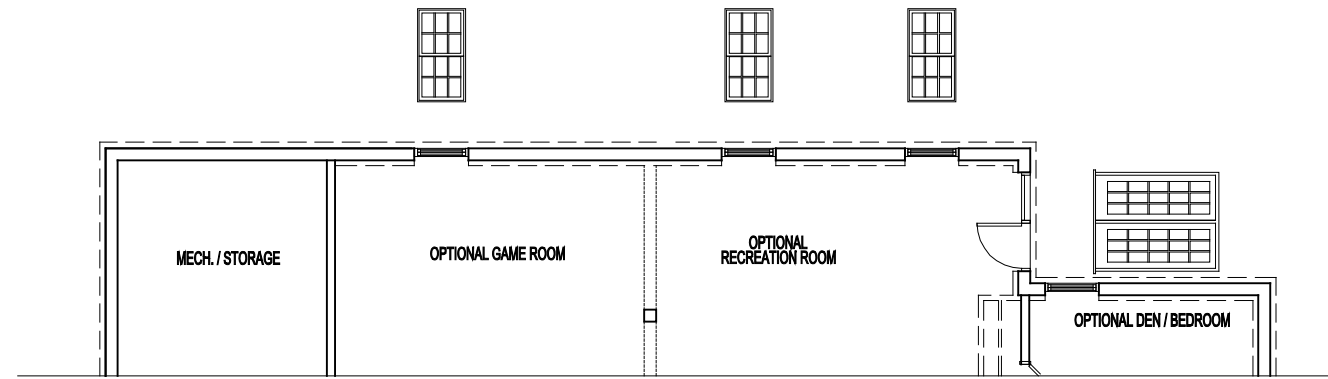 MECH. / STORAGE
OPTIONAL GAME ROOM
OPTIONAL
RECREATION ROOM
OPTIONAL DEN / BEDROOM